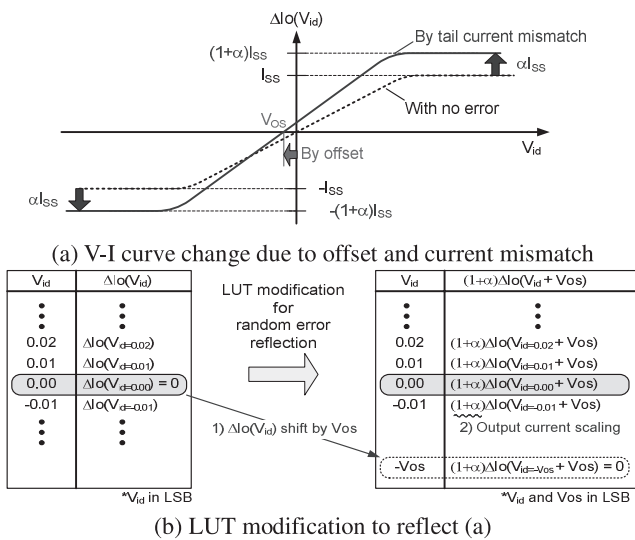 ΔIo(Vid)
By tail current mismatch
(1+α)ISS
αISS
ISS
With no error
VOS
Vid
By offset
-ISS
αISS
-(1+α)ISS
(a) V-I curve change due to offset and current mismatch
Vid ΔIo(Vid)
0.02 ΔIo(Vid=0.02)
0.01 ΔIo(Vid=0.01)
0.00 ΔIo(Vid=0.00) = 0
-0.01 ΔIo(Vid=-0.01)
*Vid in LSB
LUT modification
for
random error
reflection
1) ΔIo(Vid) shift by Vos
Vid (1+α)ΔIo(Vid + Vos)
0.02 (1+α)ΔIo(Vid=0.02 + Vos)
0.01 (1+α)ΔIo(Vid=0.01 + Vos)
0.00 (1+α)ΔIo(Vid=0.00 + Vos)
-0.01 (1+α)ΔIo(Vid=-0.01 + Vos)
2) Output current scaling
-Vos (1+α)ΔIo(Vid=-Vos + Vos) = 0
*Vid and Vos in LSB
(b) LUT modification to reflect (a)